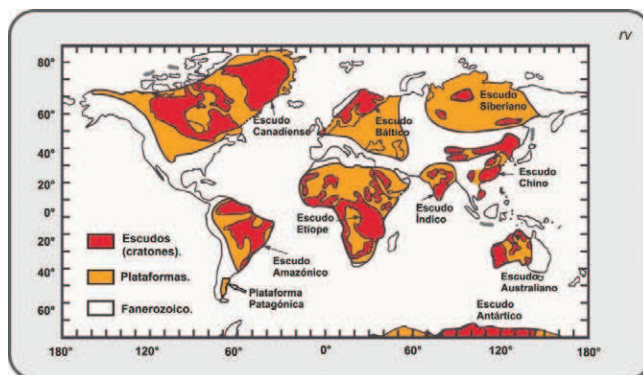 rv
80°
60°
40°
20°
0°
20°
40°
60°
Escudo
Canadiense
Escudo
Báltico
Escudo
Siberiano
Escudo
Chino
Escudo
Etíope
Escudo
Índico
Escudo
Amazónico
Escudo
Australiano
Plataforma
Patagónica
Escudo
Antártico
Escudos
(cratones).
Plataformas.
Fanerozoico.
180°
120°
60°
0°
60°
120°
180°